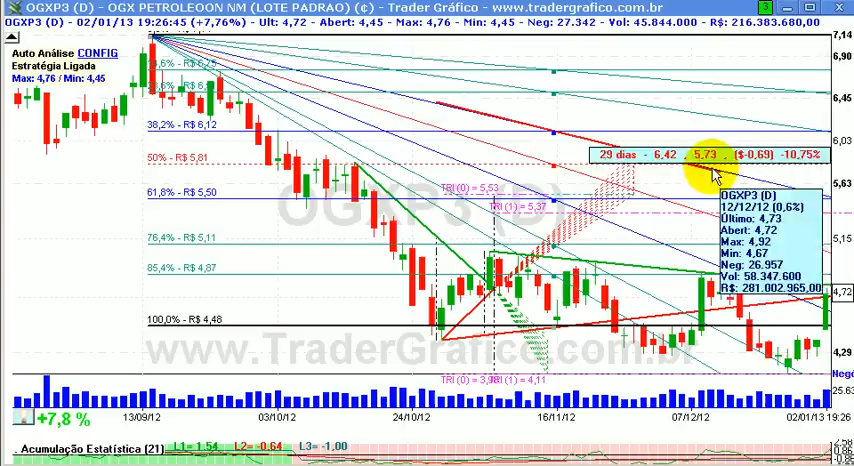 OGXP3 (D) - OGX PETROLEOON NM (LOTE PADRAO) (¢) - Trader Gráfico - www.tradergrafico.com.br
3
OGXP3 (D) - 02/01/13 19:26:45 (+7,76%) - Ult: 4,72 - Abert: 4,45 - Max: 4,76 - Min: 4,45 - Neg: 27.342 - Vol: 45.844.000 - R$: 216.383.680,00
Auto Análise CONFIG
Estratégia Ligada
Max: 4,76 / Min: 4,45
7,14
6,90
6,45
6,03
5,63
5,15
4,72
4,29
38,2% - R$ 6,12
50% - R$ 5,81
61,8% - R$ 5,50
76,4% - R$ 5,11
85,4% - R$ 4,87
100,0% - R$ 4,48
29 dias - 6,42 , 5,73 , ($-0,69) -10,75%
TRI (0) = 5,53
TRI (1) = 5,37
OGXP3 (D)
OGXP3 (D)
12/12/12 (0,6%)
Último: 4,73
Abert: 4,72
Max: 4,92
Min: 4,67
Neg: 26.957
Vol: 58.347.600
R$: 281.002.965,00
www.TraderGrafico.com.br
TRI (1) = 4,11
Negó
25.63
+7,8 %
13/09/12
03/10/12
24/10/12
16/11/12
07/12/12
02/01/13 19:26
Acumulação Estatística (21)
L1= 1,54
L2= -0,64
L3= -1,00